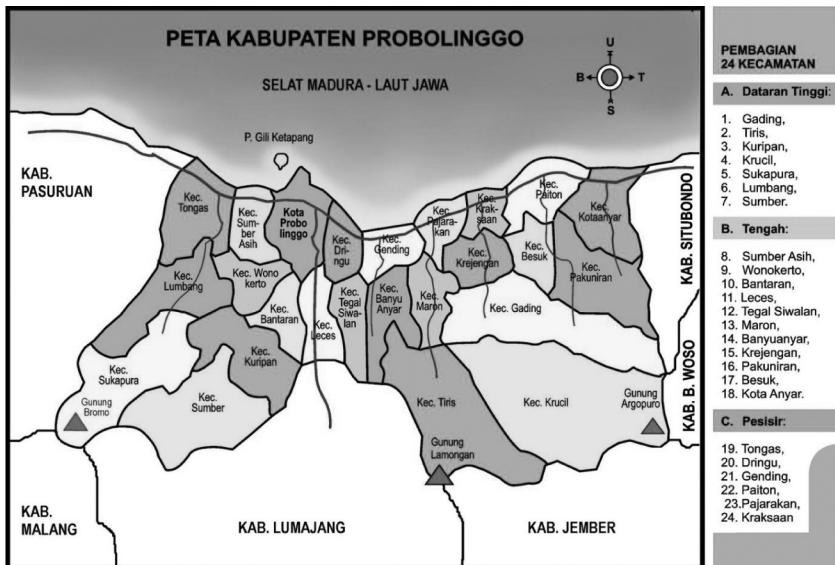 PETA KABUPATEN PROBOLINGGO
SELAT MADURA - LAUT JAWA
U
B
T
S
P. Gili Ketapang
KAB.
PASURUAN
Kec.
Tongas
Kec.
Sum-
ber
Asih
Kota
Probo
linggo
Kec.
Dri-
ngu
Kec.
Gending
Kec.
Pajara-
kan
Kec.
Krak-
saan
Kec.
Paiton
Kec.
Kotaanyar
KAB. SITUBONDO
Kec.
Lumbang
Kec. Wono
kerto
Kec.
Bantaran
Kec.
Leces
Kec.
Tegal
Siwa-
lan
Kec.
Banyu
Anyar
Kec.
Maron
Kec.
Krejengan
Kec.
Besuk
Kec.
Pakuniran
Kec. Gading
Kec.
Sukapura
Kec.
Kuripan
Kec.
Sumber
Kec. Tiris
Kec. Krucil
Gunung
Bromo
Gunung
Argopuro
Gunung
Lamongan
KAB. B. WOSO
KAB.
MALANG
KAB. LUMAJANG
KAB. JEMBER
PEMBAGIAN
24 KECAMATAN
A. Dataran Tinggi:
1. Gading,
2. Tiris,
3. Kuripan,
4. Krucil,
5. Sukapura,
6. Lumbang,
7. Sumber.
B. Tengah:
8. Sumber Asih,
9. Wonokerto,
10. Bantaran,
11. Leces,
12. Tegal Siwalan,
13. Maron,
14. Banyuanyar,
15. Krejengan,
16. Pakuniran,
17. Besuk,
18. Kota Anyar.
C. Pesisir:
19. Tongas,
20. Dringu,
21. Gending,
22. Paiton,
23.Pajarakan,
24. Kraksaan